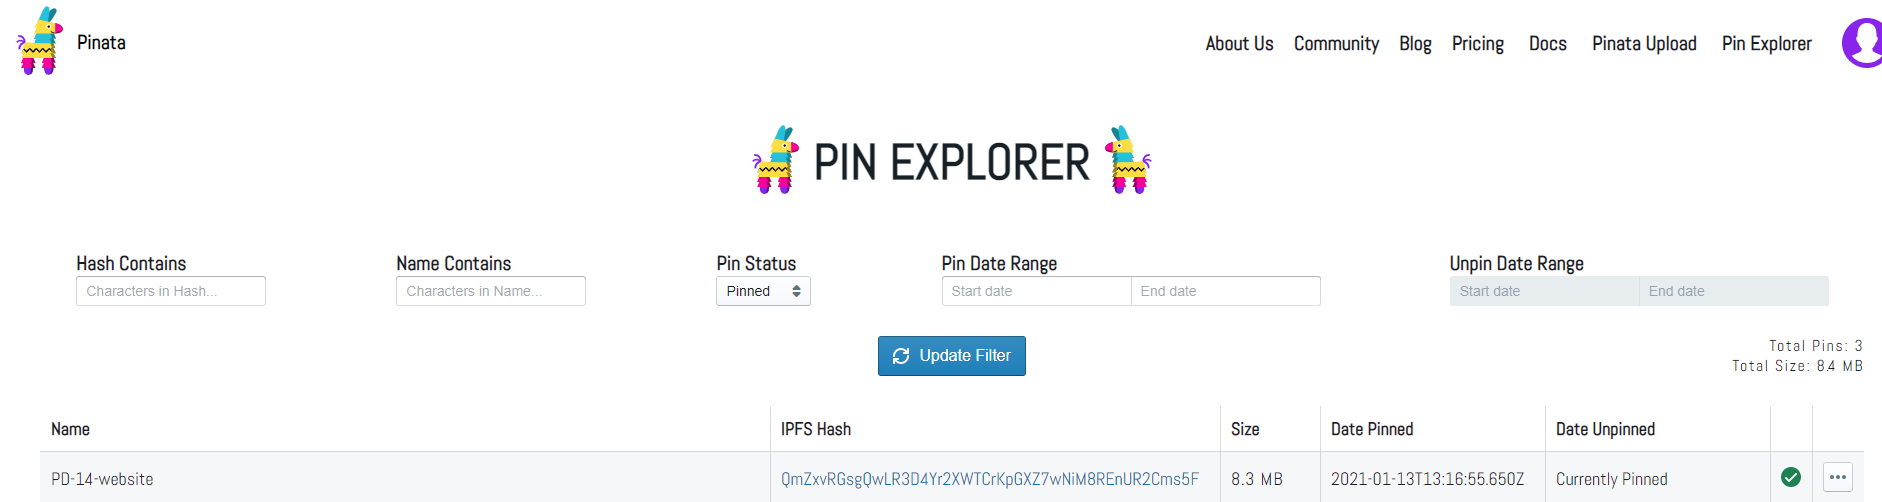 Pinata
About Us Community Blog Pricing Docs Pinata Upload Pin Explorer
PIN EXPLORER
Hash Contains Name Contains Pin Status Pin Date Range Unpin Date Range
Characters in Hash... Characters in Name... Pinned Start date End date Start date End date
Update Filter
Total Pins: 3
Total Size: 8.4 MB
Name IPFS Hash Size Date Pinned Date Unpinned
PD-14-website QmZxvRGsgQwLR3D4Yr2XWTCrKpGXZ7wNiM8REnUR2Cms5F 8.3 MB 2021-01-13T13:16:55.650Z Currently Pinned